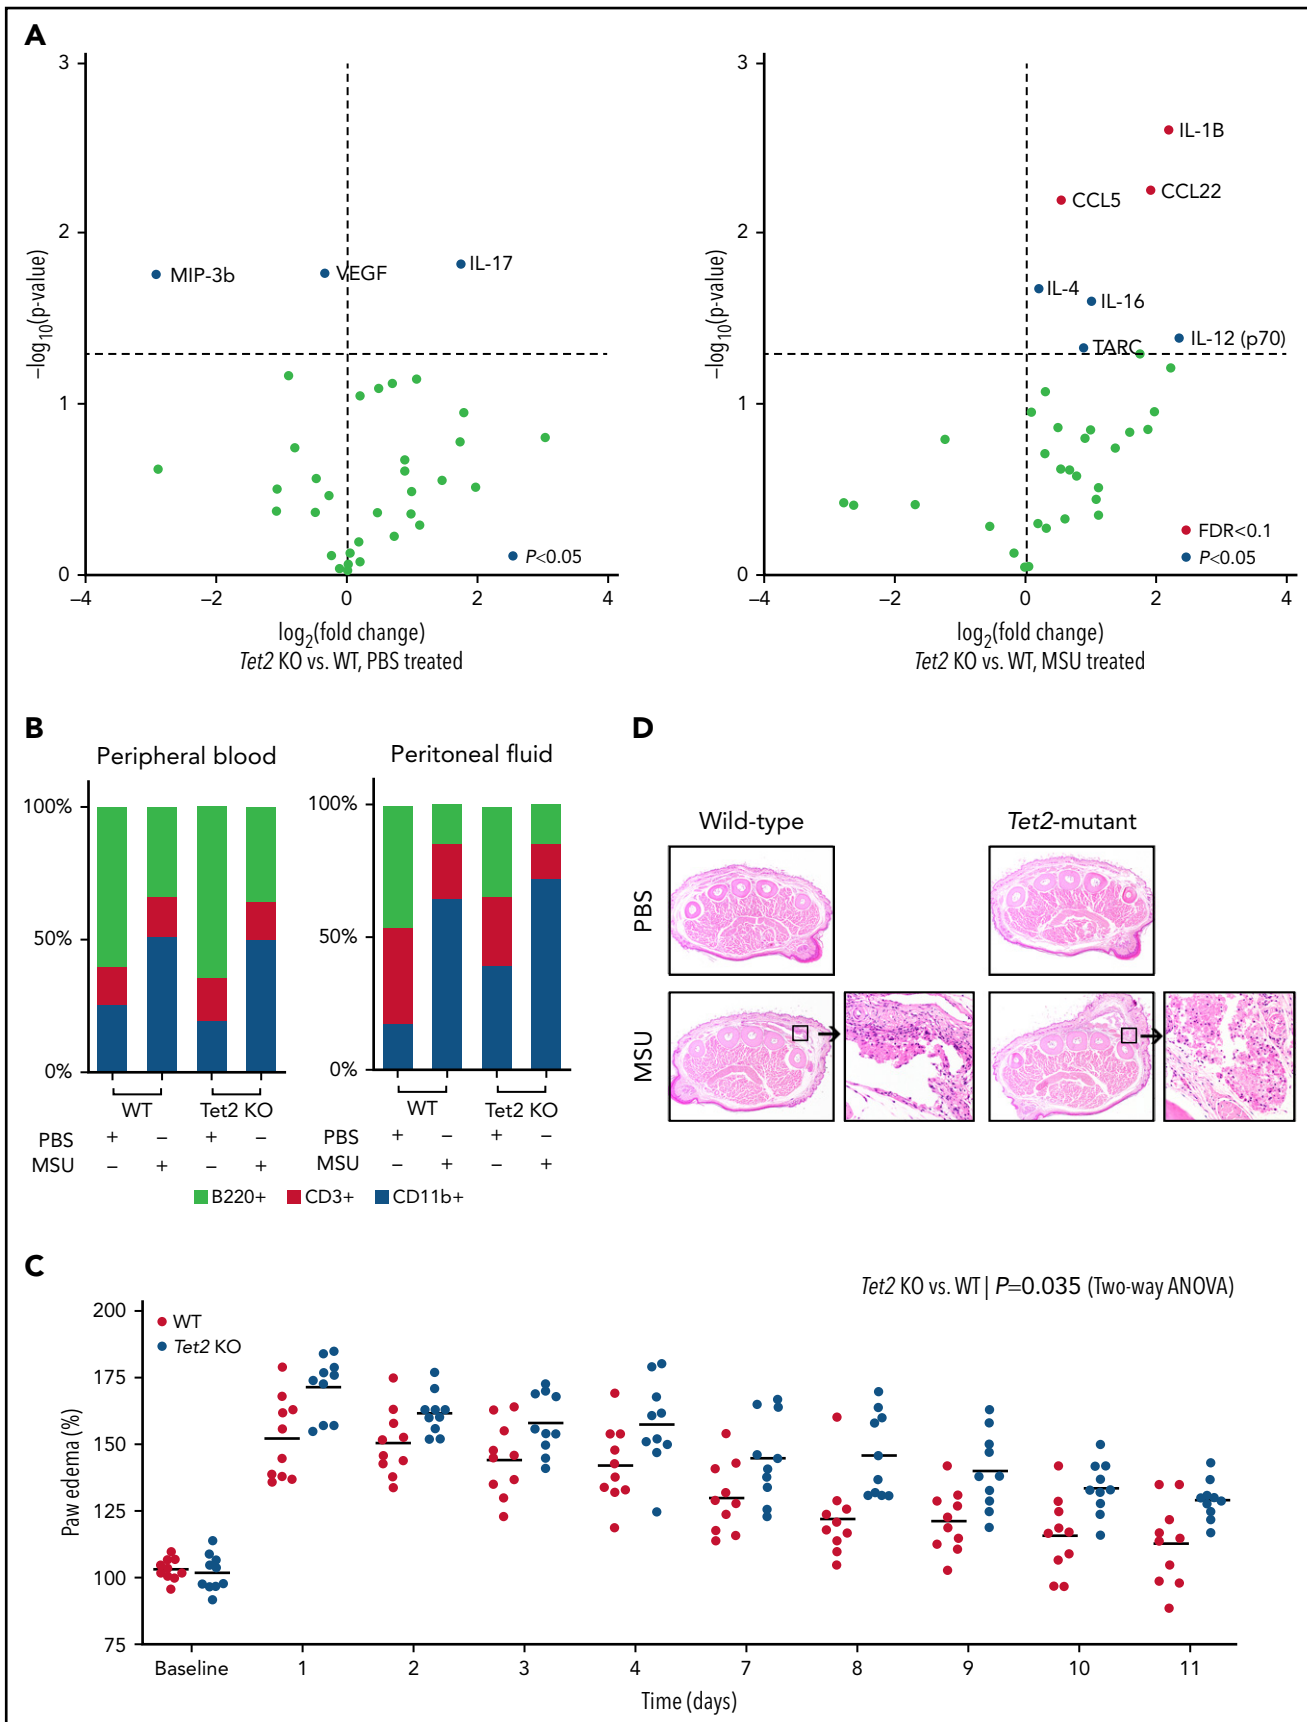 A
3
2
1
0
–log10(p-value)
MIP-3b
VEGF
IL-17
P<0.05
–4
–2
0
2
4
log2(fold change)
Tet2 KO vs. WT, PBS treated
3
2
1
0
–log10(p-value)
IL-1B
CCL22
CCL5
IL-4
IL-16
TARC
IL-12 (p70)
FDR<0.1
P<0.05
–4
–2
0
2
4
log2(fold change)
Tet2 KO vs. WT, MSU treated
B
Peripheral blood
100%
50%
0%
WT
Tet2 KO
PBS + – + –
MSU – + – +
Peritoneal fluid
100%
50%
0%
WT
Tet2 KO
PBS + – + –
MSU – + – +
B220+
CD3+
CD11b+
D
Wild-type
Tet2-mutant
PBS
MSU
C
Tet2 KO vs. WT | P=0.035 (Two-way ANOVA)
WT
Tet2 KO
200
175
150
125
100
75
Paw edema (%)
Baseline
1
2
3
4
7
8
9
10
11
Time (days)